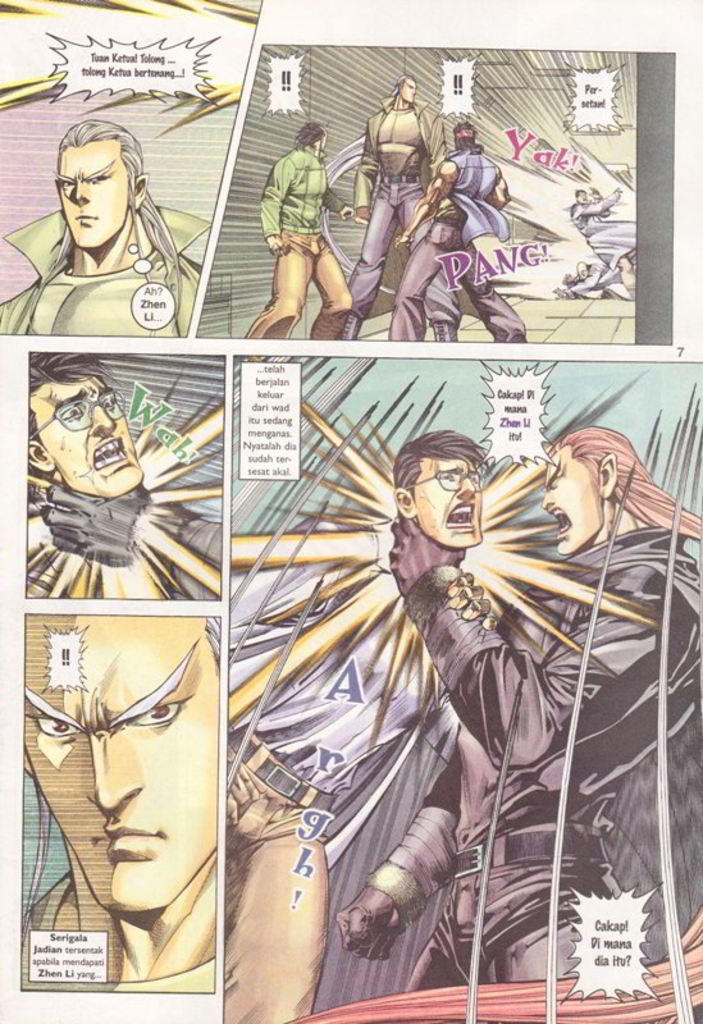 Tuan Ketua! Tolong ...
tolong Ketua bertenang...!
Ah?
Zhen
Li...
!!
!!
Per-
setan!
Yak!
PANG!
7
Wah!
...telah
berjalan
keluar
dari wad
itu sedang
menganas.
Nyatalah dia
sudah ter-
sesat akal.
Cakap! Di
mana
Zhen Li
itu!
Argh!
!!
Serigala
Jadian tersentak
apabila mendapati
Zhen Li yang...
Cakap!
Di mana
dia itu?